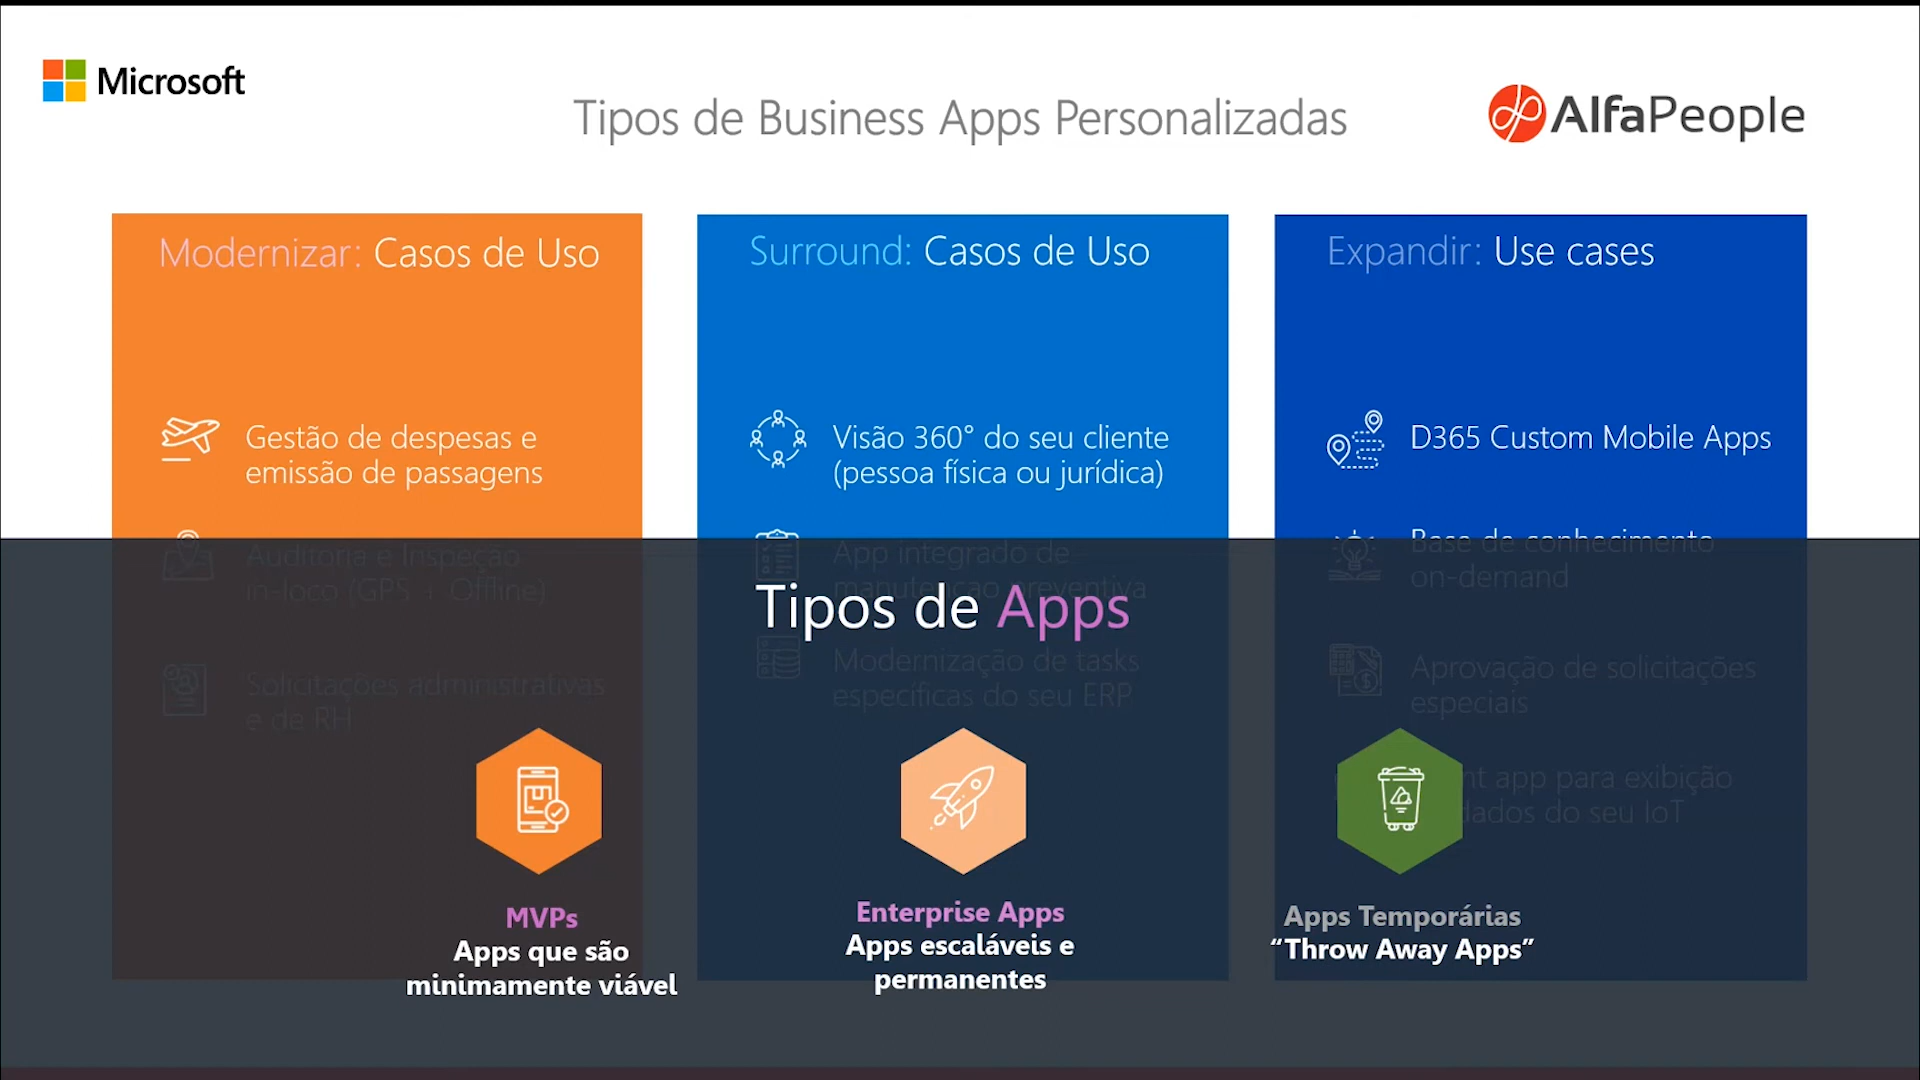 Microsoft
Tipos de Business Apps Personalizadas
AlfaPeople
Modernizar: Casos de Uso
Gestão de despesas e
emissão de passagens
Auditoria e Inspeção
in-loco (GPS + Offline)
Solicitações administrativas
e de RH
Surround: Casos de Uso
Visão 360° do seu cliente
(pessoa física ou jurídica)
App integrado de
manutenção preventiva
Modernização de tasks
específicas do seu ERP
Expandir: Use cases
D365 Custom Mobile Apps
Base de conhecimento
on-demand
Aprovação de solicitações
especiais
app para exibição
dados do seu IoT
Tipos de Apps
MVPs
Apps que são
minimamente viável
Enterprise Apps
Apps escaláveis e
permanentes
Apps Temporárias
“Throw Away Apps”